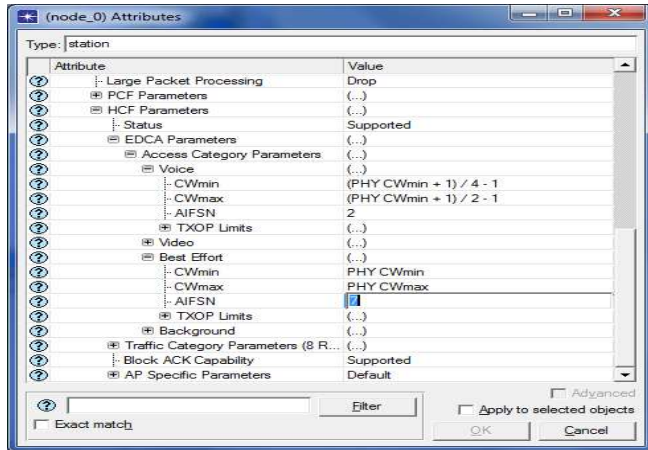 (node_0) Attributes
Type: station
Attribute Value
Large Packet Processing Drop
PCF Parameters (...)
HCF Parameters (...)
Status Supported
EDCA Parameters (...)
Access Category Parameters (...)
Voice (...)
CWmin (PHY CWmin + 1) / 4 - 1
CWmax (PHY CWmin + 1) / 2 - 1
AIFSN 2
TXOP Limits (...)
Video (...)
Best Effort (...)
CWmin PHY CWmin
CWmax PHY CWmax
AIFSN
TXOP Limits (...)
Background (...)
Traffic Category Parameters (8 R... (...)
Block ACK Capability Supported
AP Specific Parameters Default
Advanced
Filter
Apply to selected objects
Exact match
OK Cancel